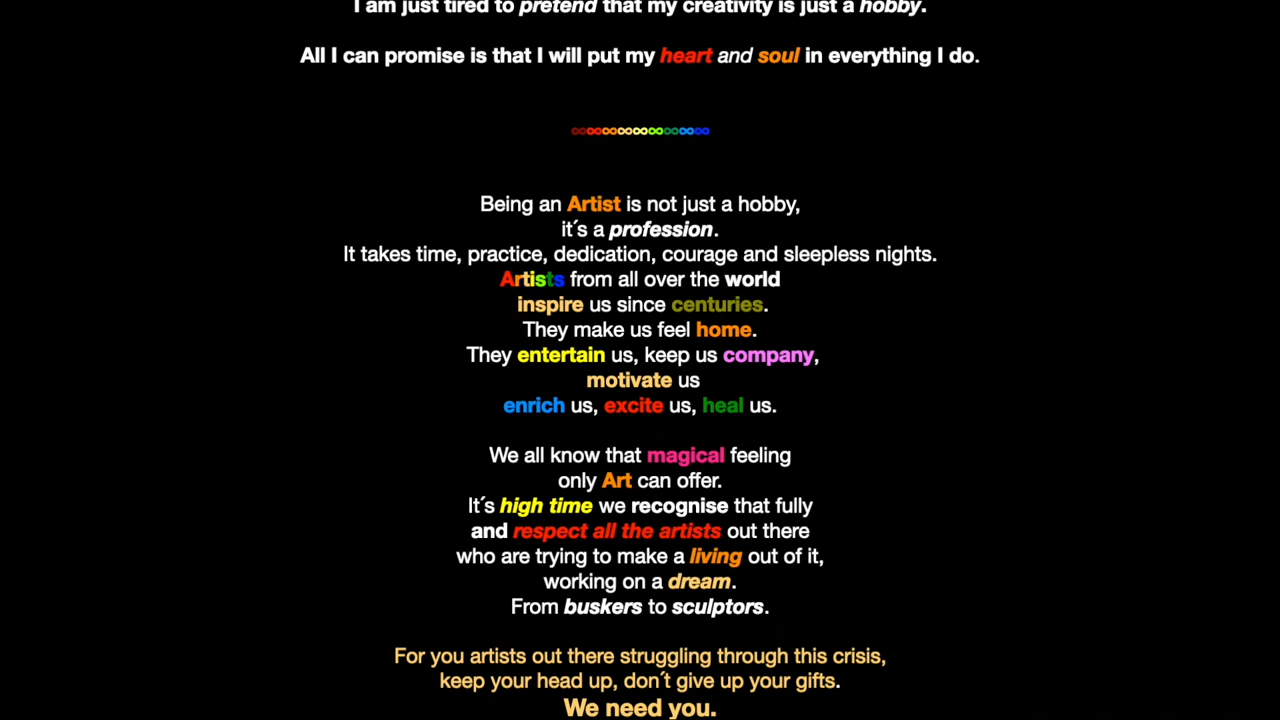 I am just tired to pretend that my creativity is just a hobby.
All I can promise is that I will put my heart and soul in everything I do.
∞∞∞∞∞∞∞∞∞
Being an Artist is not just a hobby,
it´s a profession.
It takes time, practice, dedication, courage and sleepless nights.
Artists from all over the world
inspire us since centuries.
They make us feel home.
They entertain us, keep us company,
motivate us
enrich us, excite us, heal us.
We all know that magical feeling
only Art can offer.
It´s high time we recognise that fully
and respect all the artists out there
who are trying to make a living out of it,
working on a dream.
From buskers to sculptors.
For you artists out there struggling through this crisis,
keep your head up, don´t give up your gifts.
We need you.